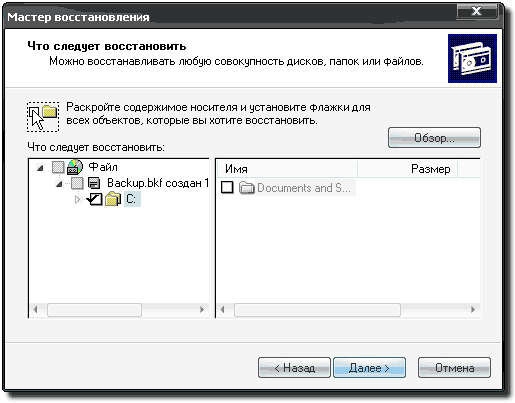 Мастер восстановления
Что следует восстановить
Можно восстанавливать любую совокупность дисков, папок или файлов.
Раскройте содержимое носителя и установите флажки для
всех объектов, которые вы хотите восстановить.
Обзор...
Что следует восстановить:
Файл
Backup.bkf создан 1
C:
Имя Размер
Documents and S...
< Назад Далее > Отмена